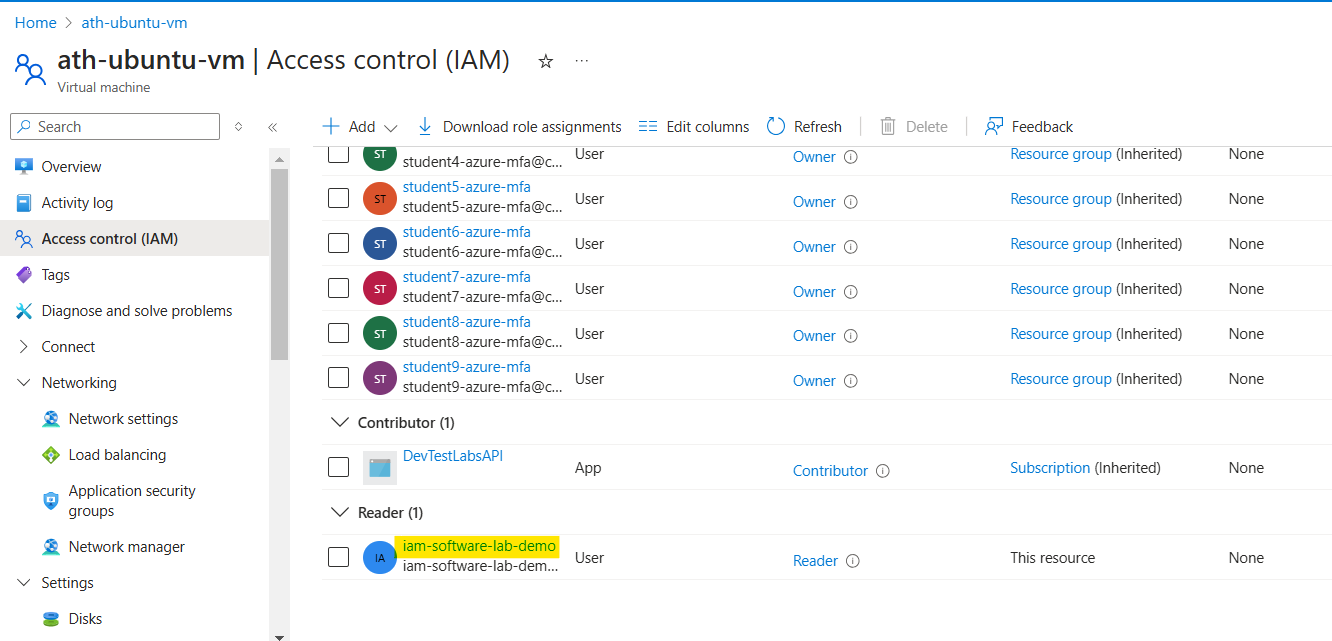 Home > ath-ubuntu-vm
ath-ubuntu-vm | Access control (IAM)
Virtual machine
Search
Overview
Activity log
Access control (IAM)
Tags
Diagnose and solve problems
Connect
Networking
Network settings
Load balancing
Application security
groups
Network manager
Settings
Disks
Add
Download role assignments
Edit columns
Refresh
Delete
Feedback
ST
student4-azure-mfa@c...
User
Owner
Resource group (Inherited)
None
ST
student5-azure-mfa
student5-azure-mfa@c...
User
Owner
Resource group (Inherited)
None
ST
student6-azure-mfa
student6-azure-mfa@c...
User
Owner
Resource group (Inherited)
None
ST
student7-azure-mfa
student7-azure-mfa@c...
User
Owner
Resource group (Inherited)
None
ST
student8-azure-mfa
student8-azure-mfa@c...
User
Owner
Resource group (Inherited)
None
ST
student9-azure-mfa
student9-azure-mfa@c...
User
Owner
Resource group (Inherited)
None
Contributor (1)
DevTestLabsAPI
App
Contributor
Subscription (Inherited)
None
Reader (1)
IA
iam-software-lab-demo
iam-software-lab-dem...
User
Reader
This resource
None